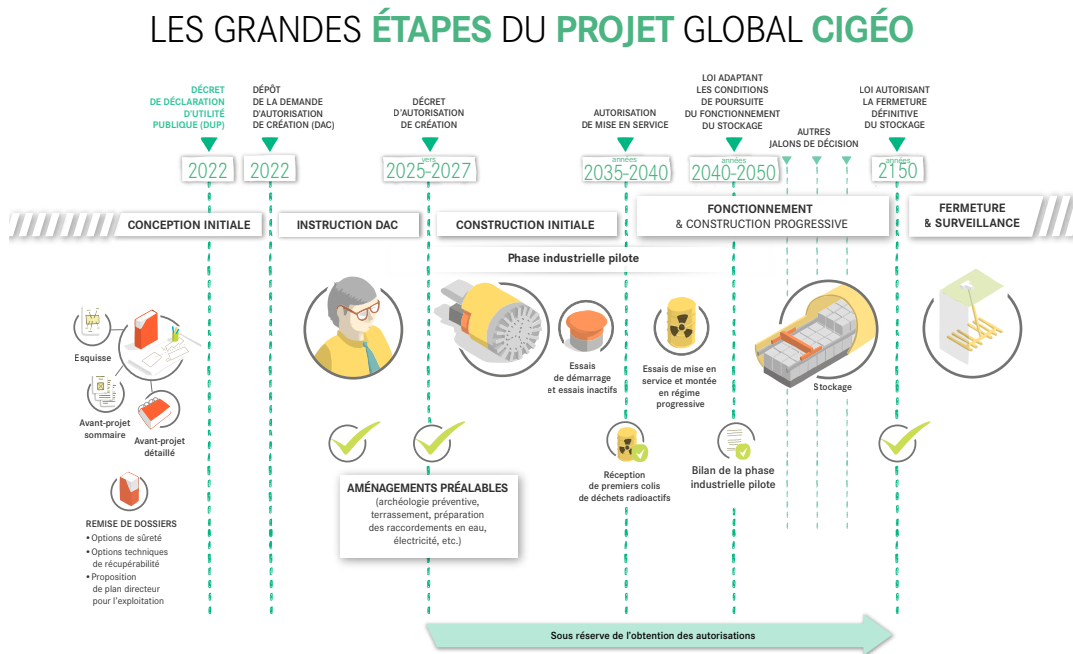 LES GRANDES ÉTAPES DU PROJET GLOBAL CIGÉO
DÉCRET
DE DÉCLARATION
D'UTILITÉ
PUBLIQUE (DUP)
2022
DÉPÔT
DE LA DEMANDE
D'AUTORISATION
DE CRÉATION (DAC)
2022
DÉCRET
D'AUTORISATION
DE CRÉATION
vers
2025-2027
AUTORISATION
DE MISE EN SERVICE
années
2035-2040
LOI ADAPTANT
LES CONDITIONS
DE POURSUITE
DU FONCTIONNEMENT
DU STOCKAGE
années
2040-2050
AUTRES
JALONS DE DÉCISION
LOI AUTORISANT
LA FERMETURE
DÉFINITIVE
DU STOCKAGE
années
2150
CONCEPTION INITIALE
INSTRUCTION DAC
CONSTRUCTION INITIALE
FONCTIONNEMENT
& CONSTRUCTION PROGRESSIVE
FERMETURE
& SURVEILLANCE
Phase industrielle pilote
Esquisse
Avant-projet
sommaire
Avant-projet
détaillé
Essais
de démarrage
et essais inactifs
Essais de mise en
service et montée
en régime
progressive
Stockage
Réception
de premiers colis
de déchets radioactifs
Bilan de la phase
industrielle pilote
REMISE DE DOSSIERS
• Options de sûreté
• Options techniques
de récupérabilité
• Proposition
de plan directeur
pour l'exploitation
AMÉNAGEMENTS PRÉALABLES
(archéologie préventive,
terrassement, préparation
des raccordements en eau,
électricité, etc.)
Sous réserve de l'obtention des autorisations